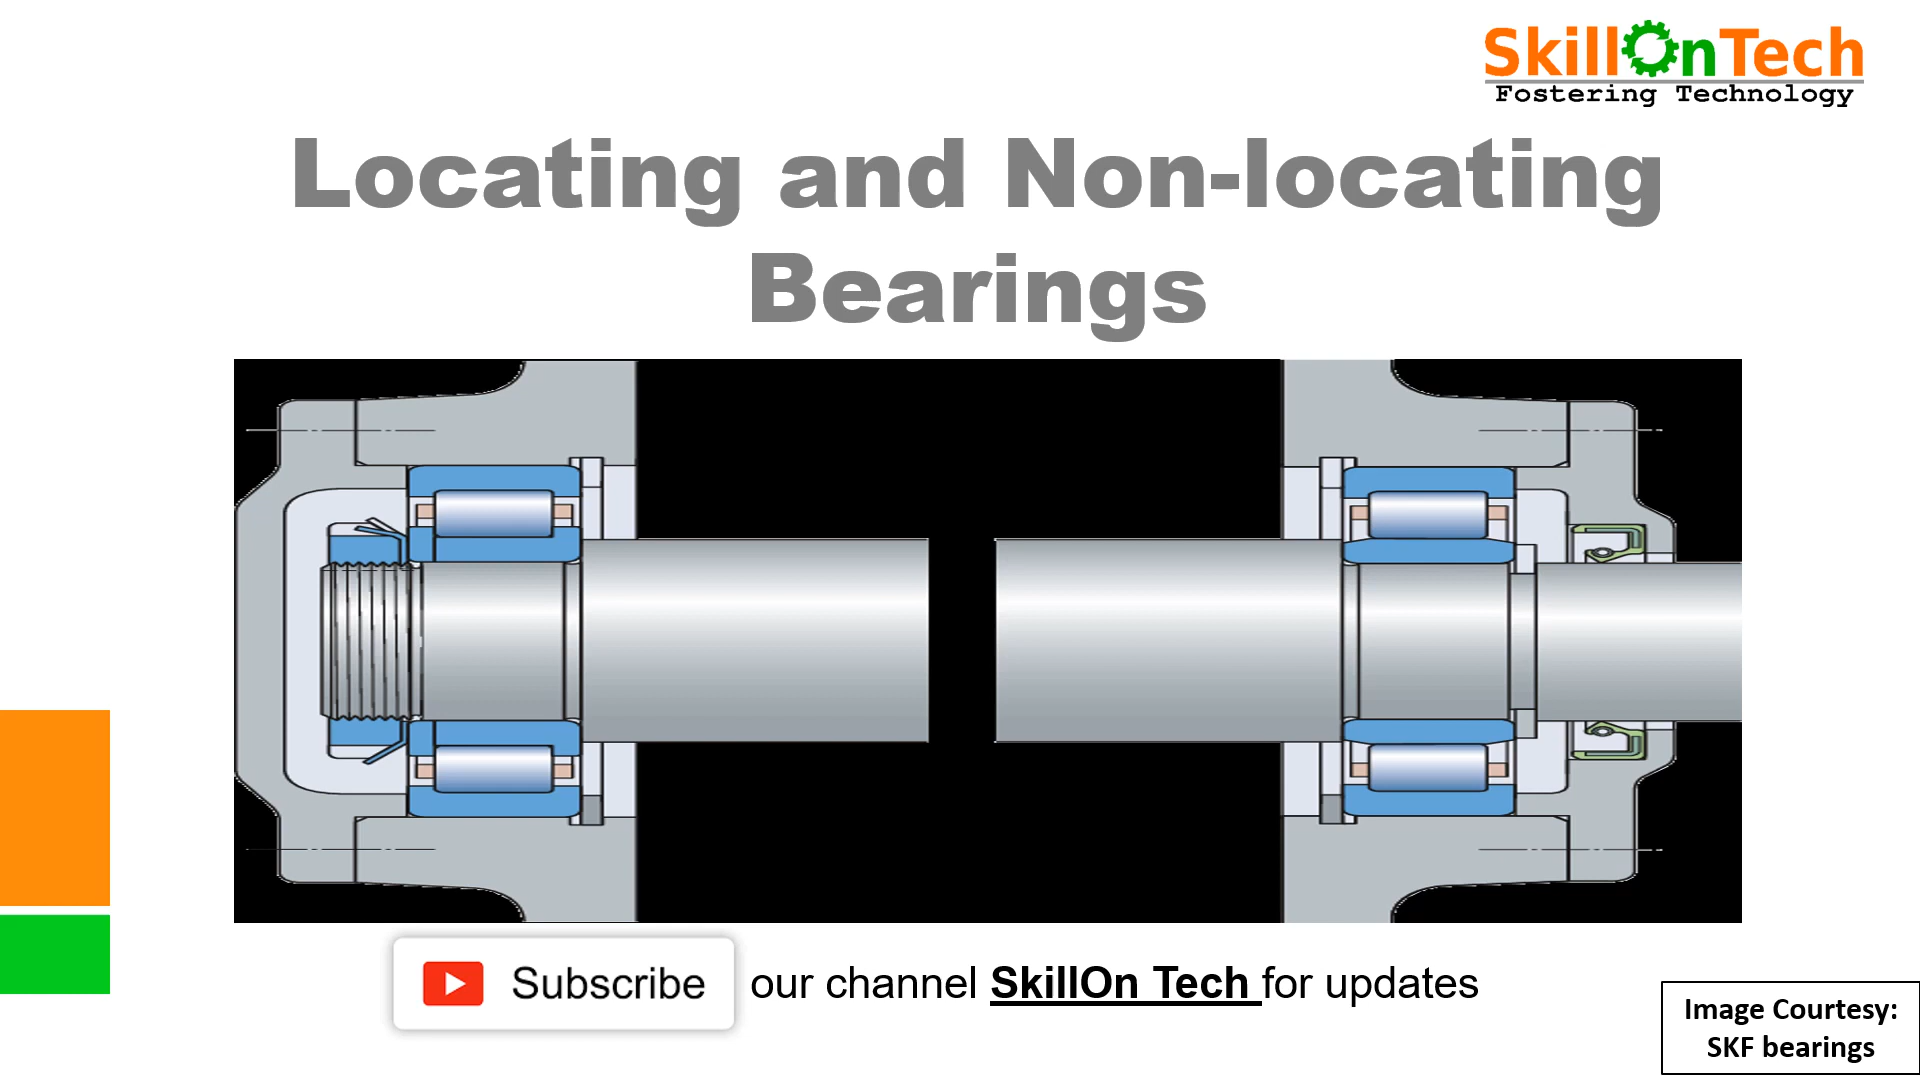 SkillOnTech
Fostering Technology
Locating and Non-locating
Bearings
Subscribe our channel SkillOn Tech for updates
Image Courtesy:
SKF bearings